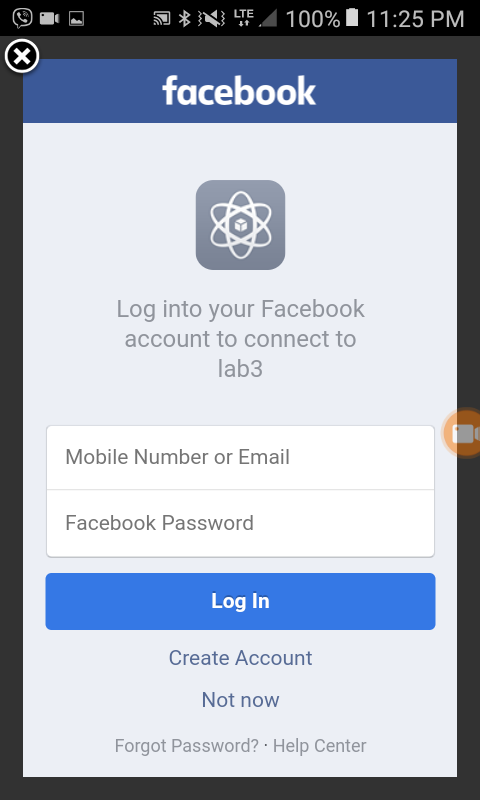 LTE 100% 11:25 PM
facebook
Log into your Facebook
account to connect to
lab3
Mobile Number or Email
Facebook Password
Log In
Create Account
Not now
Forgot Password? · Help Center